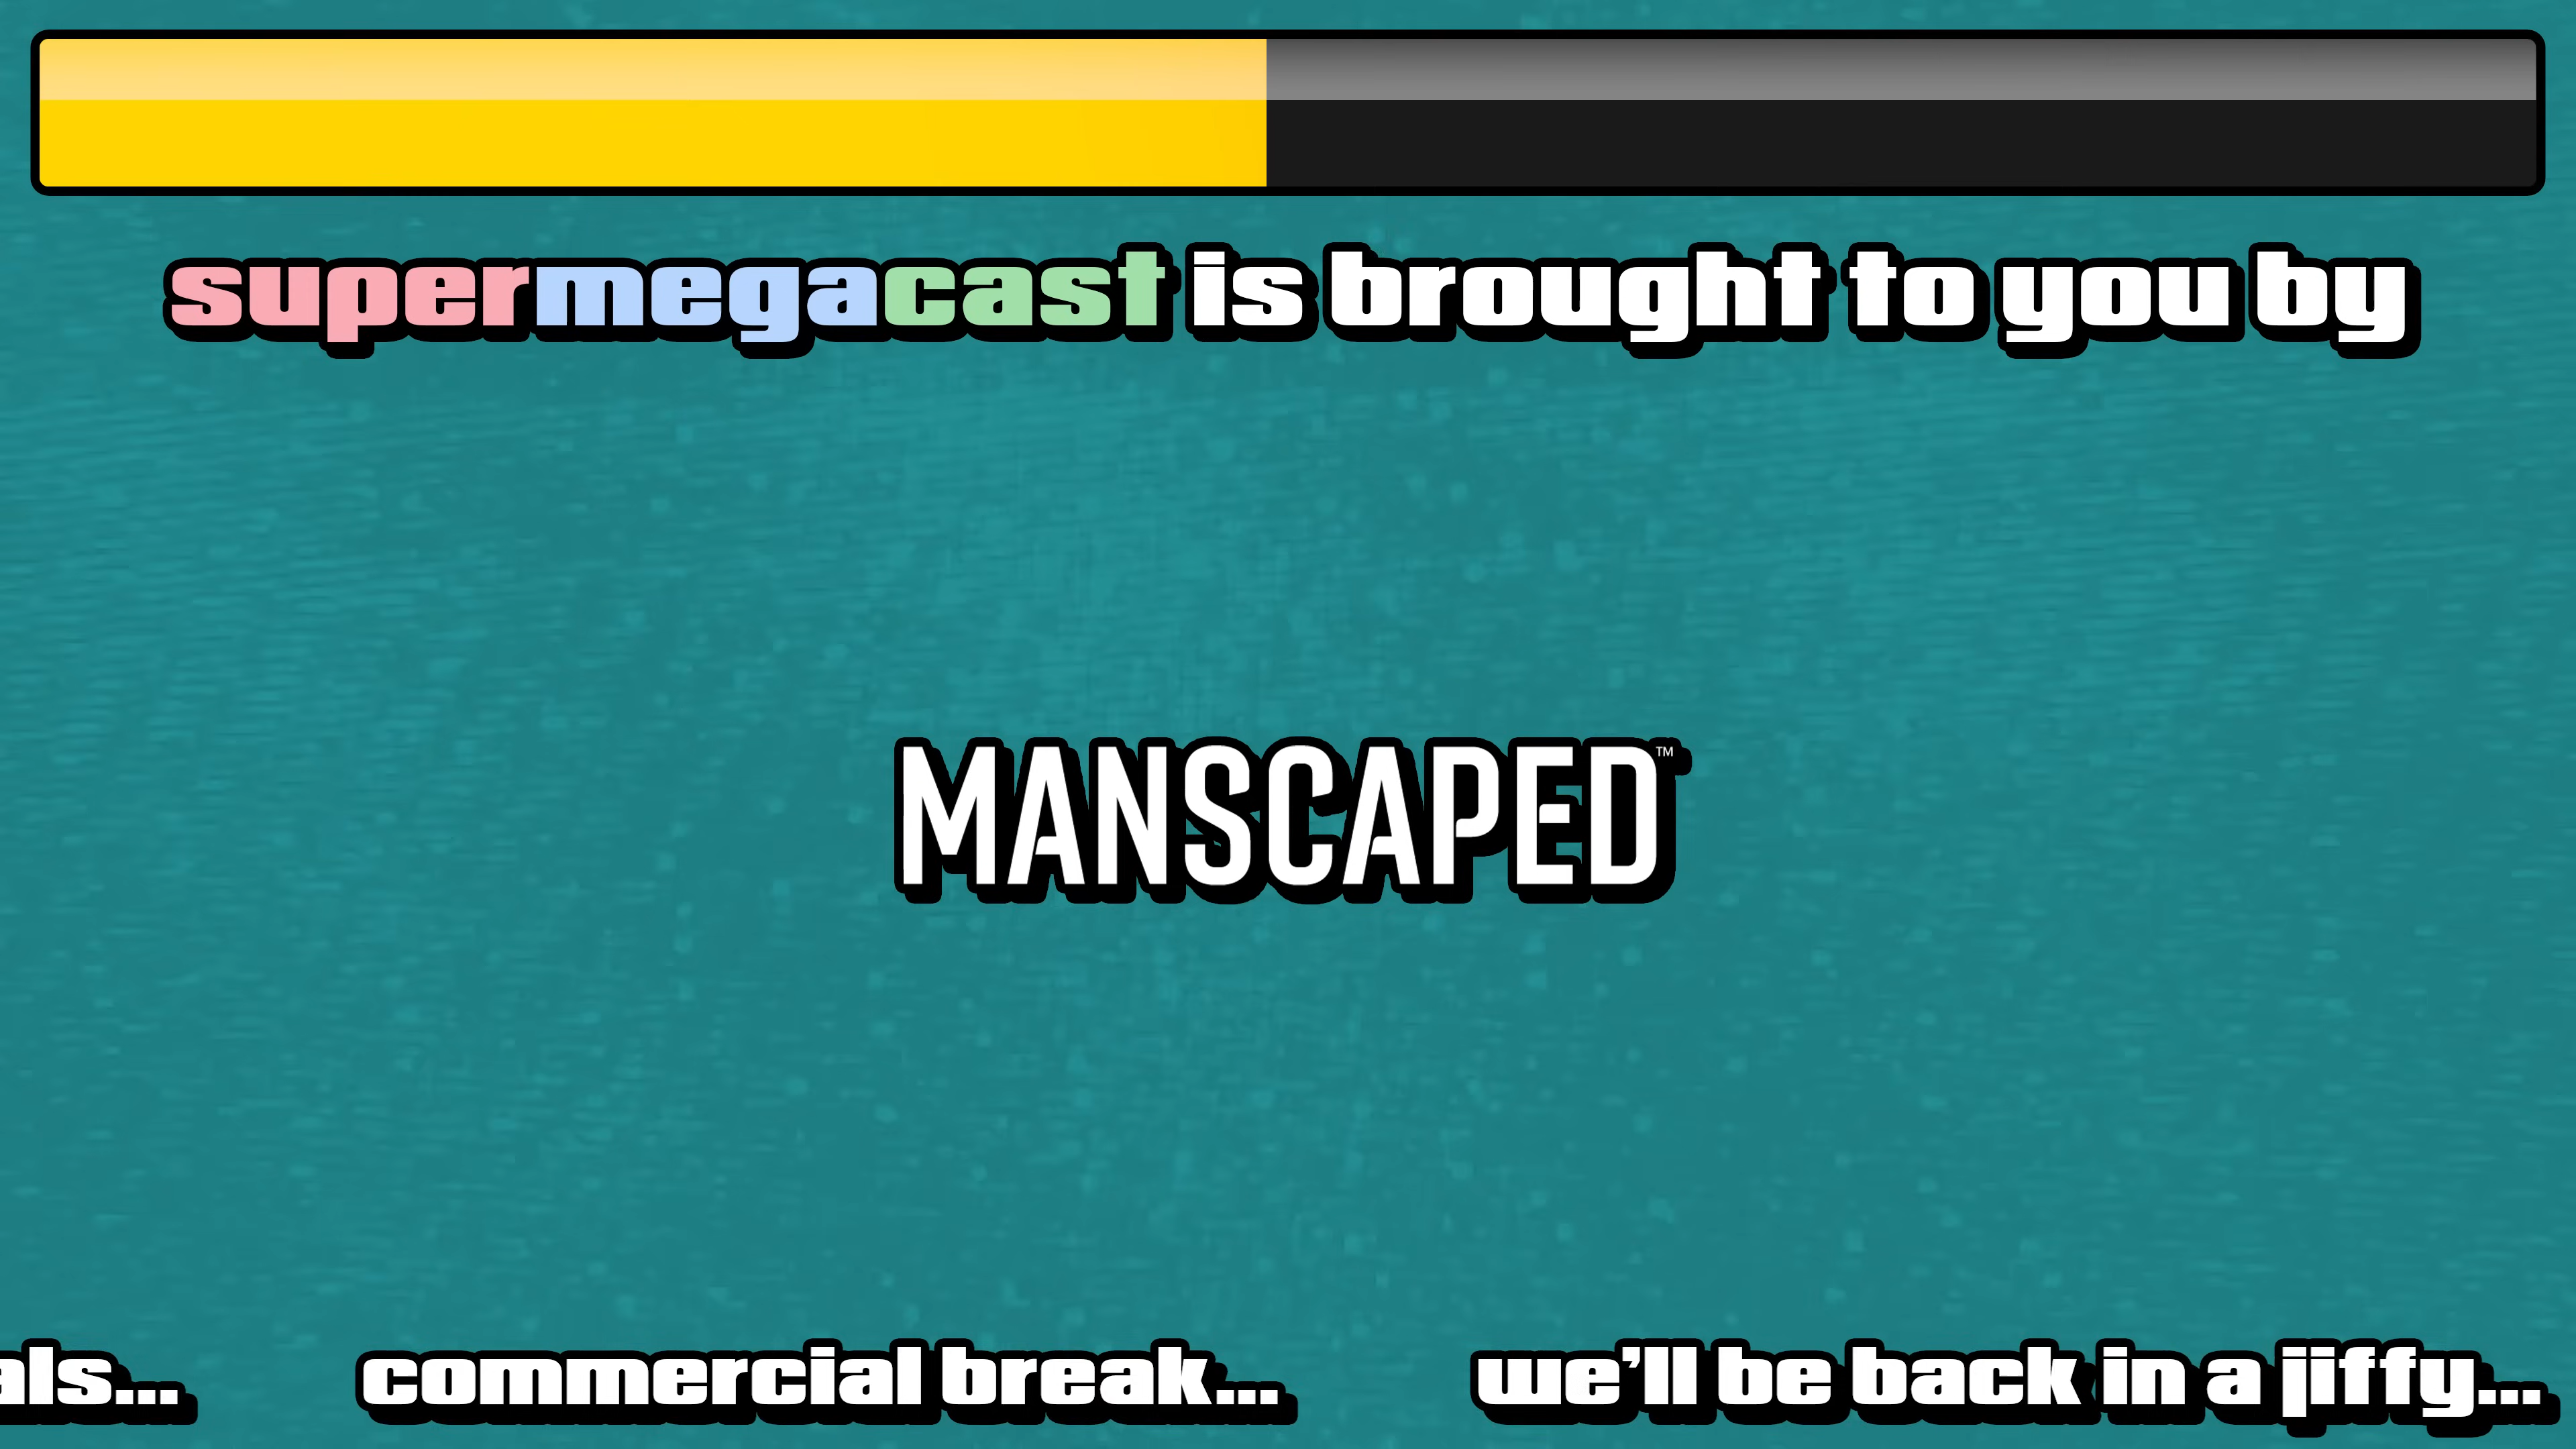 supermegacast is brought to you by
MANSCAPED™
als... commercial break... we'll be back in a jiffy...